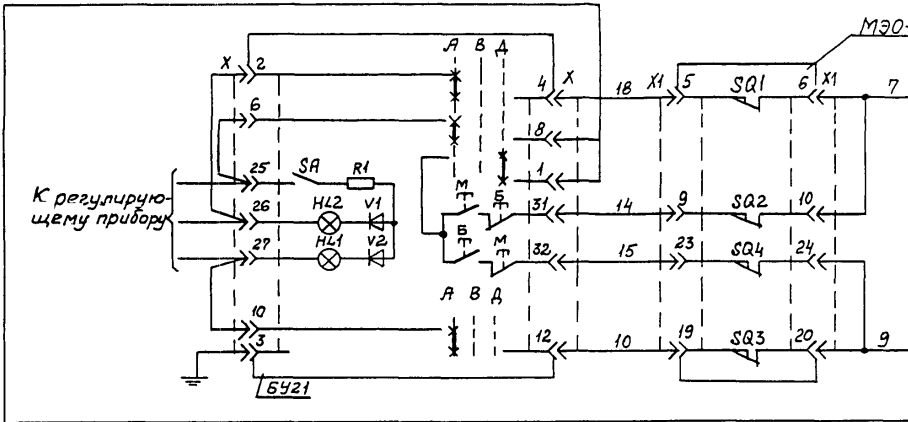 МЭО-
А В Д
X 2
4 X
18
X1 5
SQ1
6 X1
7
6
8
25
SA
R1
1
К регулирую-
щему прибору
26
HL2
V1
М
Б
31
14
9
SQ2
10
27
HL1
V2
Б
М
32
15
23
SQ4
24
10
А В Д
3
12
10
19
SQ3
20
9
БУ21